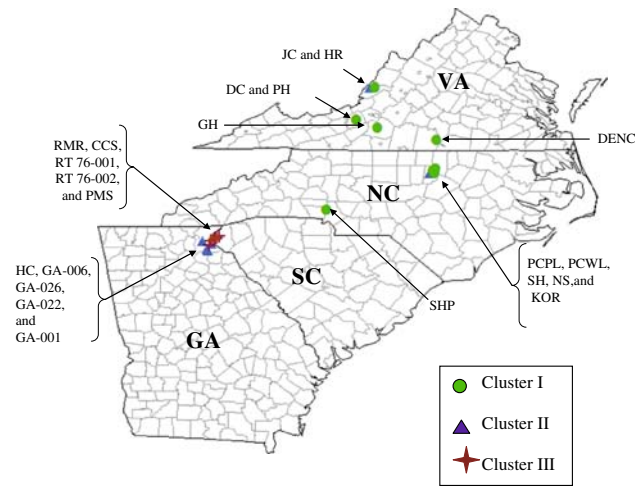 JC and HR
VA
DC and PH
GH
DENC
RMR, CCS,
RT 76-001,
RT 76-002,
and PMS
NC
HC, GA-006,
GA-026,
GA-022,
and
GA-001
SC
PCPL, PCWL,
SH, NS,and
KOR
SHP
GA
Cluster I
Cluster II
Cluster III